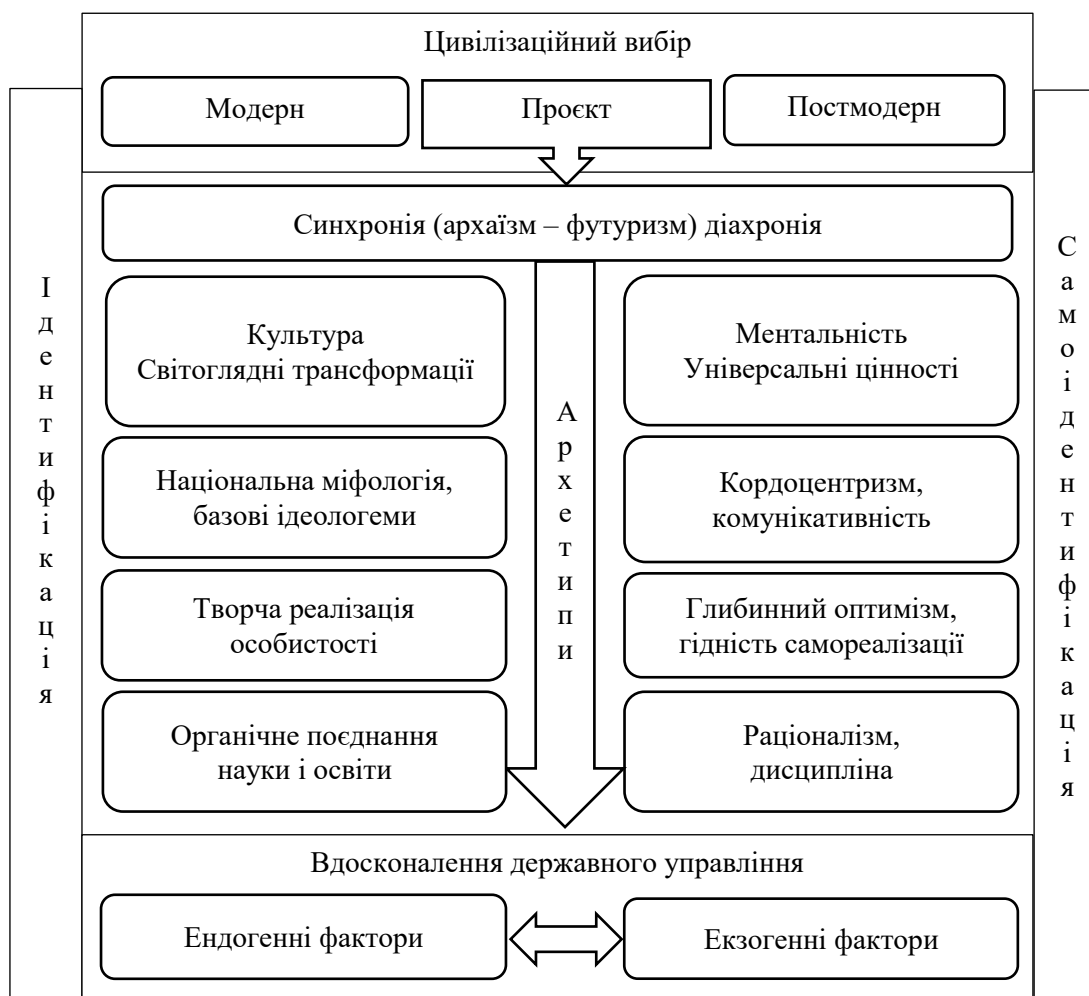 Цивілізаційний вибір
Модерн
Проєкт
Постмодерн
Синхронія (архаїзм – футуризм) діахронія
Ідентифікація
Культура
Світоглядні трансформації
Архетипи
Ментальність
Універсальні цінності
Самоідентифікація
Національна міфологія,
базові ідеологеми
Кордоцентризм,
комунікативність
Творча реалізація
особистості
Глибинний оптимізм,
гідність самореалізації
Органічне поєднання
науки і освіти
Раціоналізм,
дисципліна
Вдосконалення державного управління
Ендогенні фактори
Екзогенні фактори